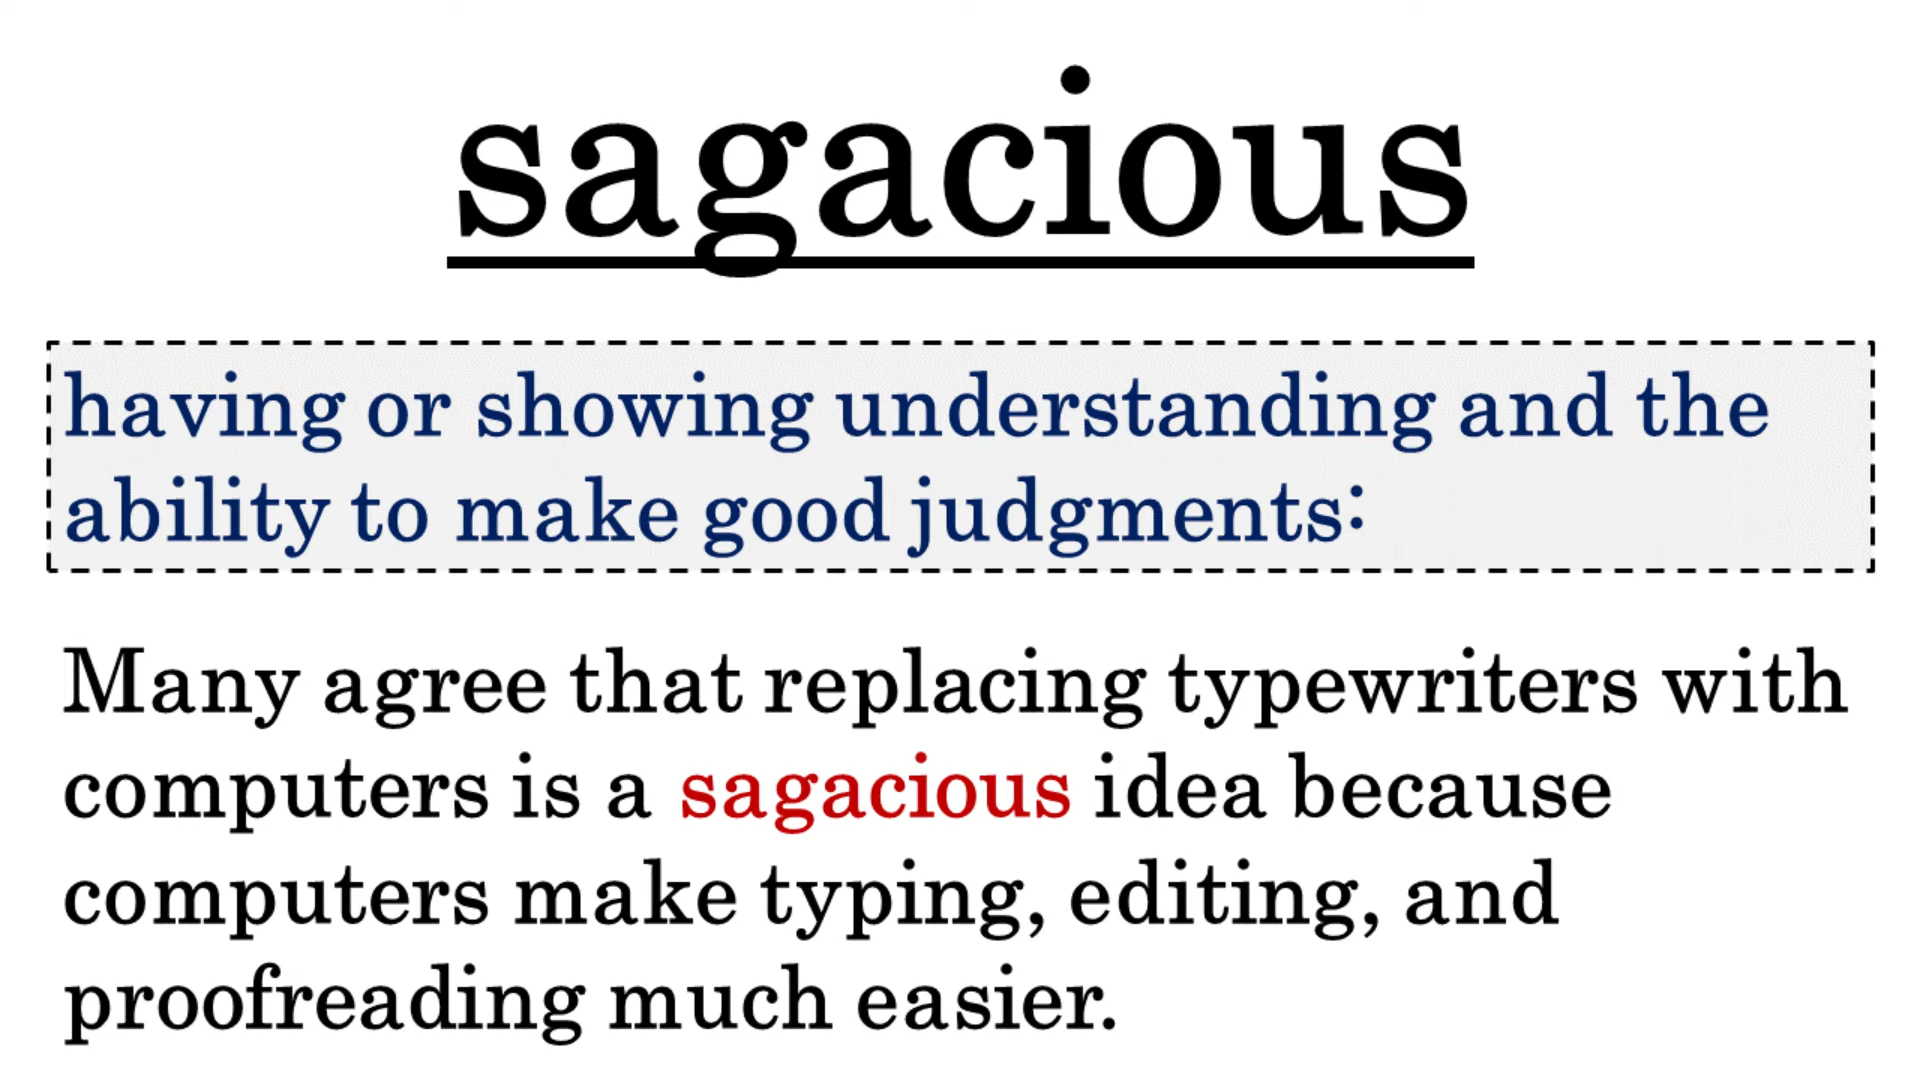 sagacious
having or showing understanding and the
ability to make good judgments:
Many agree that replacing typewriters with
computers is a sagacious idea because
computers make typing, editing, and
proofreading much easier.